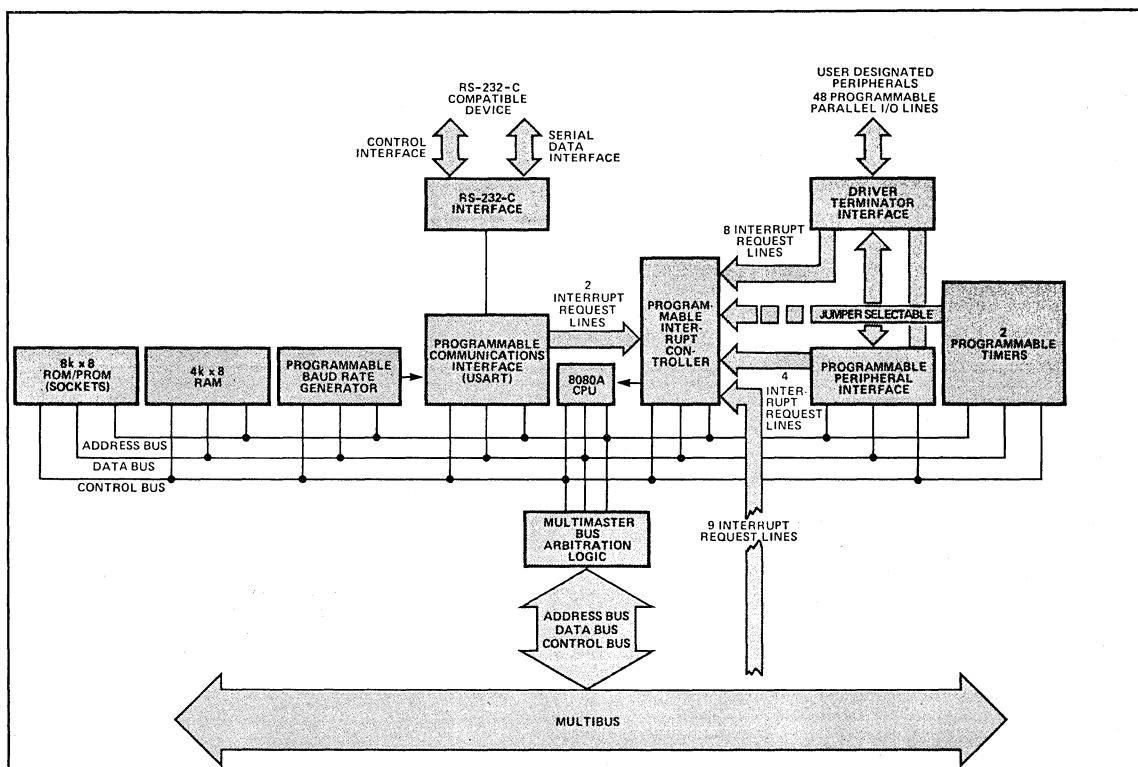 RS-232-C
COMPATIBLE
DEVICE
CONTROL
INTERFACE
SERIAL
DATA
INTERFACE
RS-232-C
INTERFACE
USER DESIGNATED
PERIPHERALS
48 PROGRAMMABLE
PARALLEL I/O LINES
DRIVER
TERMINATOR
INTERFACE
8 INTERRUPT
REQUEST
LINES
2
INTERRUPT
REQUEST
LINES
PROGRAM-
MABLE
INTER-
RUPT
CON-
TROLLER
JUMPER SELECTABLE
2
PROGRAMMABLE
TIMERS
8k x 8
ROM/PROM
(SOCKETS)
4k x 8
RAM
PROGRAMMABLE
BAUD RATE
GENERATOR
PROGRAMMABLE
COMMUNICATIONS
INTERFACE
(USART)
8080A
CPU
PROGRAMMABLE
PERIPHERAL
INTERFACE
4
INTER-
RUPT
REQUEST
LINES
ADDRESS BUS
DATA BUS
CONTROL BUS
MULTIMASTER
BUS
ARBITRATION
LOGIC
9 INTERRUPT
REQUEST LINES
ADDRESS BUS
DATA BUS
CONTROL BUS
MULTIBUS